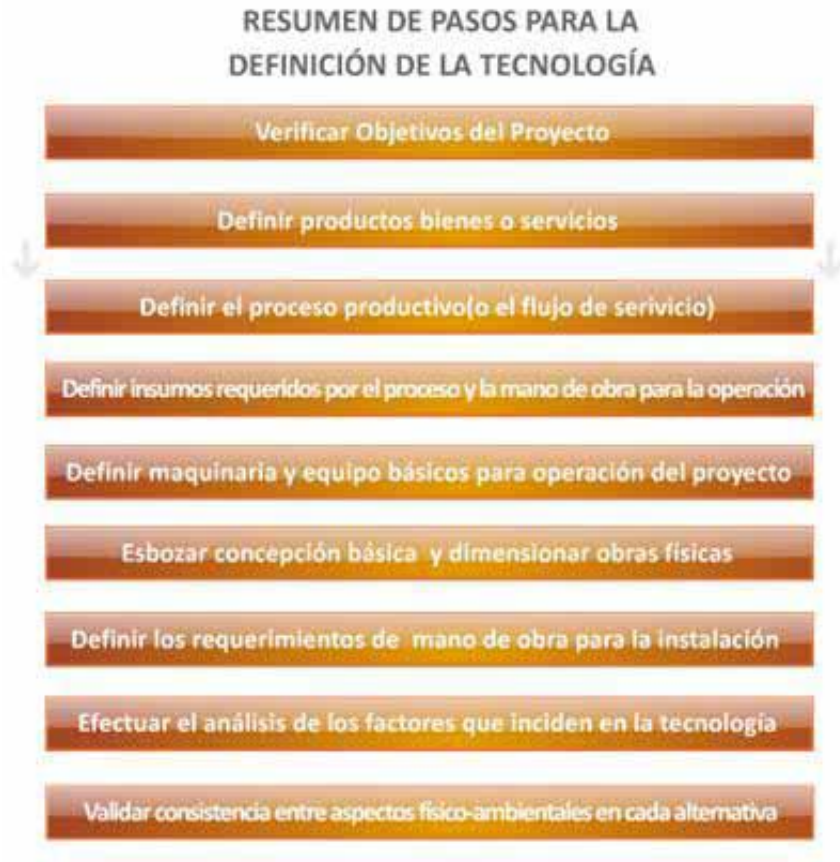 RESUMEN DE PASOS PARA LA
DEFINICIÓN DE LA TECNOLOGÍA
Verificar Objetivos del Proyecto
Definir productos bienes o servicios
Definir el proceso productivo(o el flujo de serivicio)
Definir insumos requeridos por el proceso y la mano de obra para la operación
Definir maquinaria y equipo básicos para operación del proyecto
Esbozar concepción básica y dimensionar obras físicas
Definir los requerimientos de mano de obra para la instalación
Efectuar el análisis de los factores que inciden en la tecnología
Validar consistencia entre aspectos físico-ambientales en cada alternativa